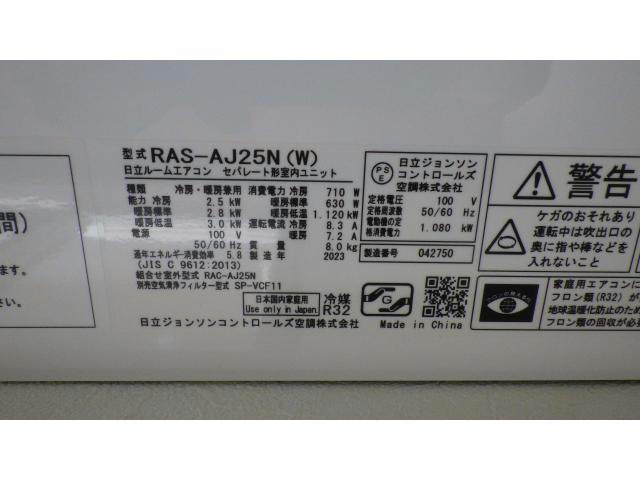 型式 RAS-AJ25N(W)
日立ルームエアコン セパレート形室内ユニット
種類 冷房・暖房兼用
能力 冷房 2.5 kW
暖房標準 2.8 kW
暖房低温 3.0 kW
電源 100 V
50/60 Hz
通年エネルギー消費効率 5.8
(JIS C 9612:2013)
組合せ室外型式 RAC-AJ25N
別売空気清浄フィルター型式 SP-VCF11
消費電力 冷房 710 W
暖房標準 630 W
暖房低温 1.120 kW
運転電流 冷房 8.3 A
暖房 7.2 A
質量 8.0 kg
製造年 2023
日本国内家庭用
Use only in Japan.
冷媒
R32
日立ジョンソンコントロールズ空調株式会社
PS
E
日立ジョンソン
コントロールズ
空調株式会社
定格電圧 100 V
定格周波数 50/60 Hz
電動機の定格消費電力 1.080 kW
製造番号 042750
G
Made in China
警告
ケガのおそれあり
運転中は吹出口の
奥に指や棒などを
入れないこと
家庭用エアコンに
フロン類(R32)が
地球温暖化防止のため
フロン類の回収が必
間)
ます。
い。